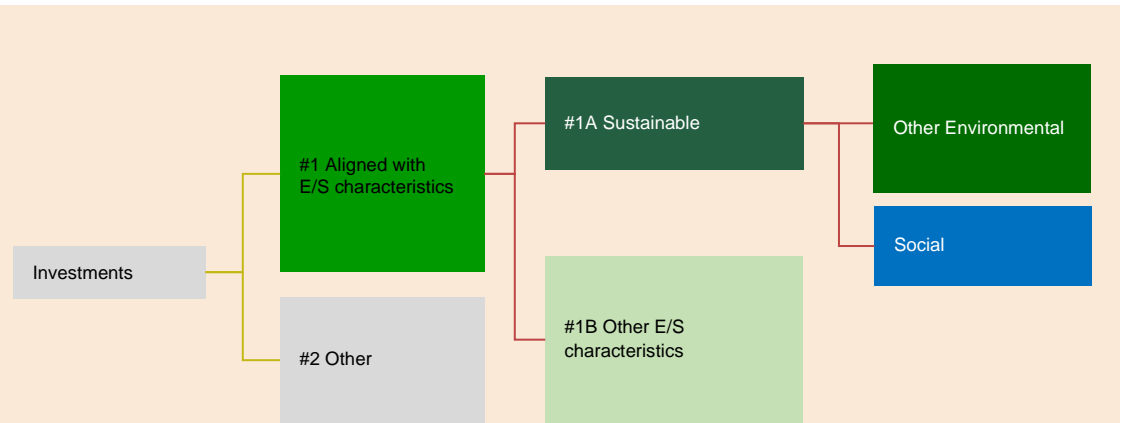 Investments
#1 Aligned with
E/S characteristics
#2 Other
#1A Sustainable
#1B Other E/S
characteristics
Other Environmental
Social